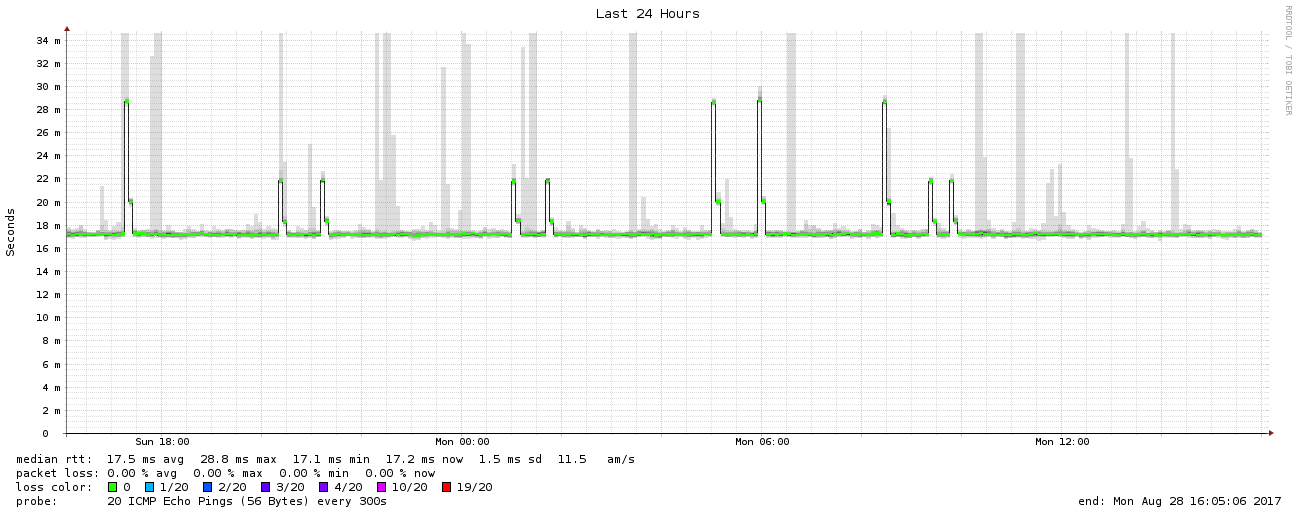 Last 24 Hours
RRDTOOL / TOBI OETIKER
Seconds
34 m
32 m
30 m
28 m
26 m
24 m
22 m
20 m
18 m
16 m
14 m
12 m
10 m
8 m
6 m
4 m
2 m
0
Sun 18:00 Mon 00:00 Mon 06:00 Mon 12:00
median rtt: 17.5 ms avg 28.8 ms max 17.1 ms min 17.2 ms now 1.5 ms sd 11.5 am/s
packet loss: 0.00 % avg 0.00 % max 0.00 % min 0.00 % now
loss color: 0 1/20 2/20 3/20 4/20 10/20 19/20
probe: 20 ICMP Echo Pings (56 Bytes) every 300s end: Mon Aug 28 16:05:06 2017